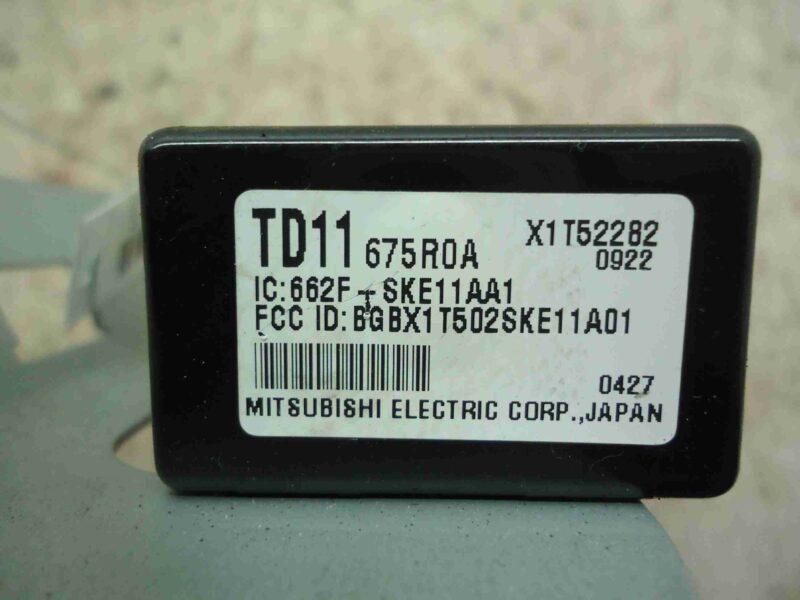 TD11 675R0A X1T52282
0922
IC:662F-SKE11AA1
FCC ID:BGBX1T502SKE11A01
0427
MITSUBISHI ELECTRIC CORP.,JAPAN